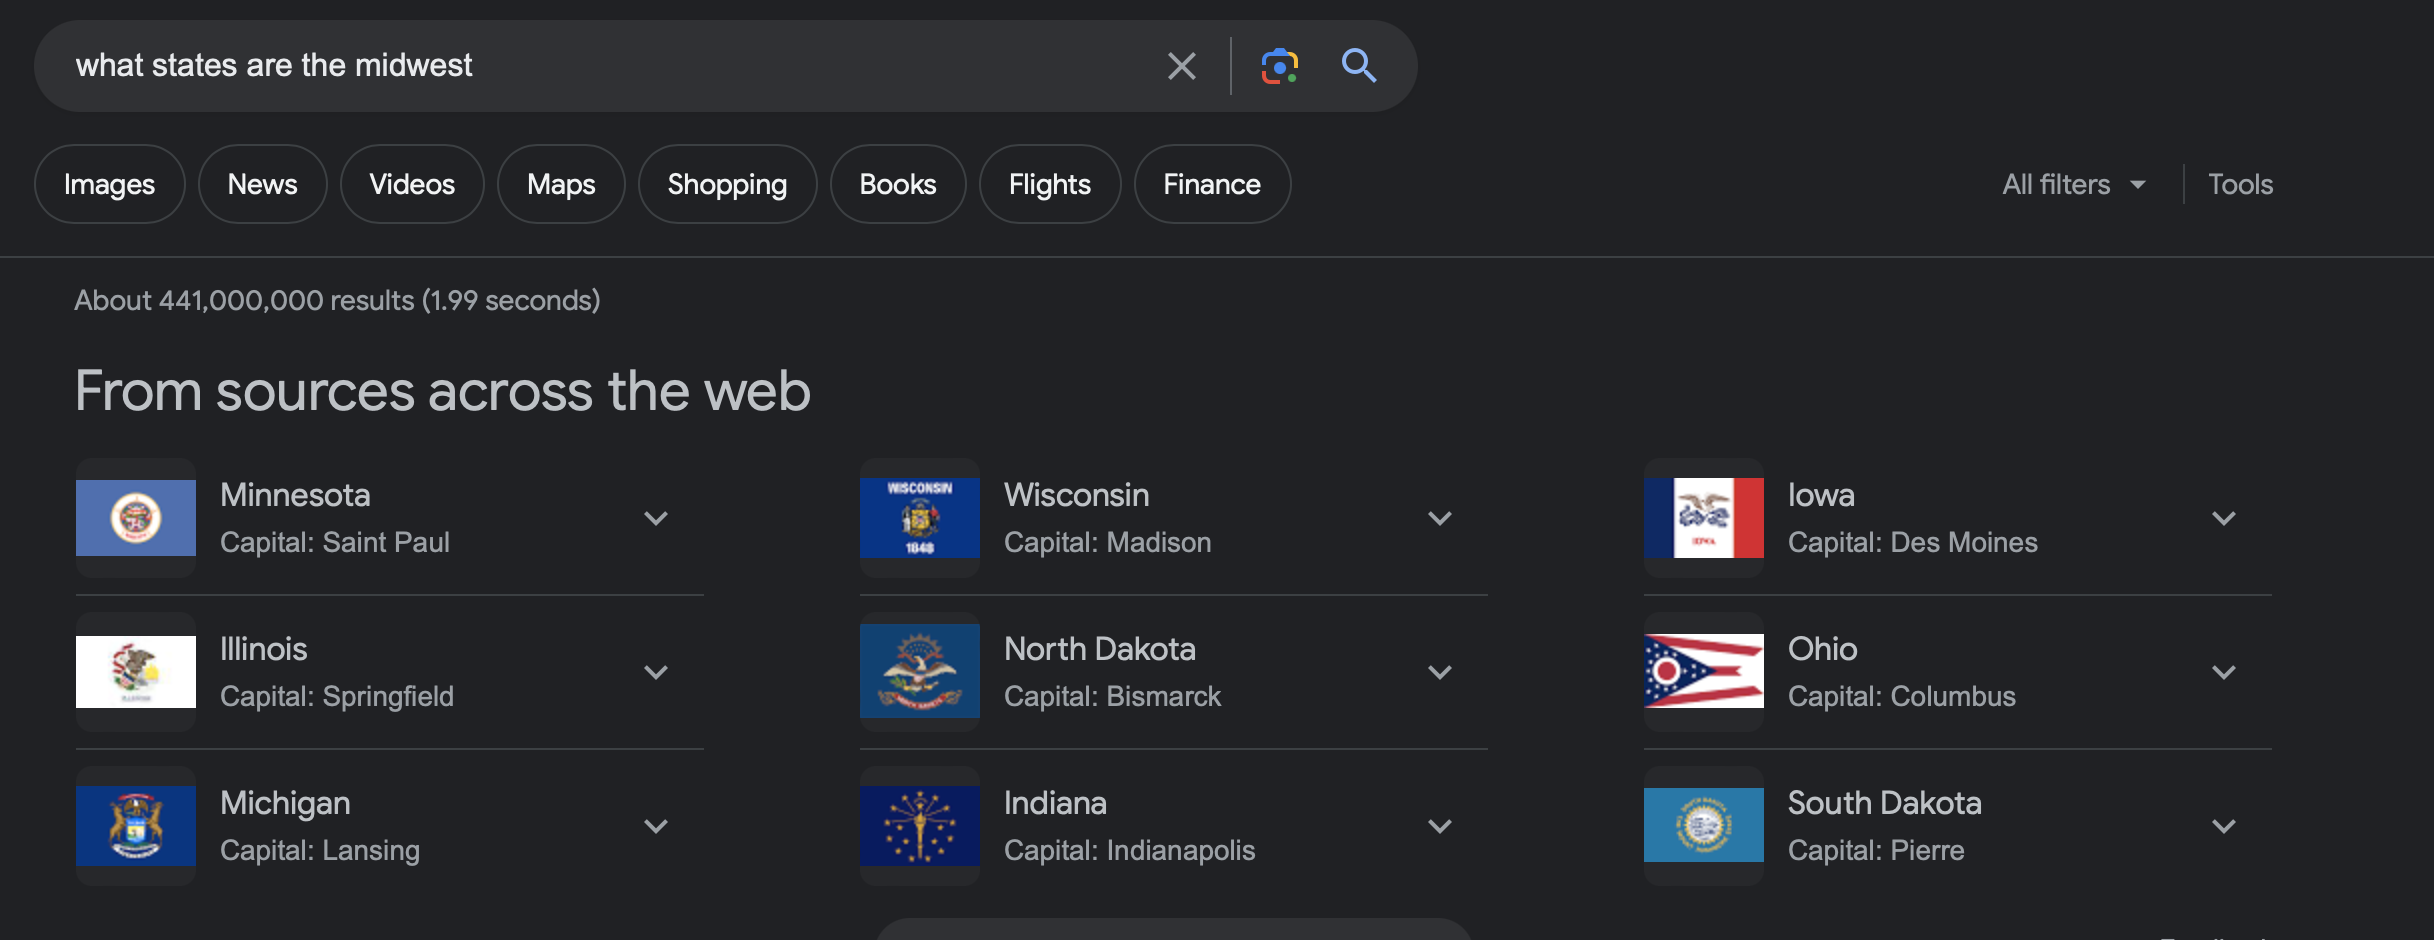 what states are the midwest
Images News Videos Maps Shopping Books Flights Finance All filters Tools
About 441,000,000 results (1.99 seconds)
From sources across the web
Minnesota
Capital: Saint Paul
WISCONSIN
1848
Wisconsin
Capital: Madison
IOWA
Iowa
Capital: Des Moines
Illinois
Capital: Springfield
North Dakota
Capital: Bismarck
Ohio
Capital: Columbus
Michigan
Capital: Lansing
Indiana
Capital: Indianapolis
South Dakota
Capital: Pierre